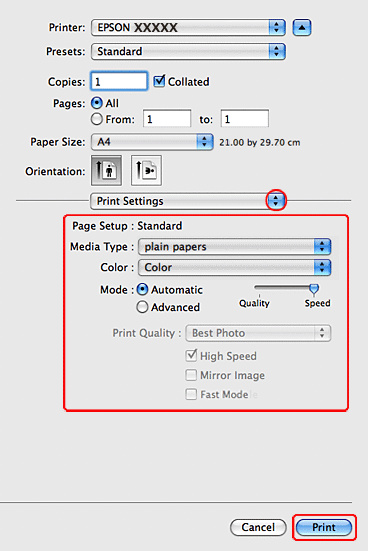 Printer: EPSON XXXXX
Presets: Standard
Copies: 1 Collated
Pages: All
From: 1 to: 1
Paper Size: A4 21.00 by 29.70 cm
Orientation:
Print Settings
Page Setup : Standard
Media Type : plain papers
Color : Color
Mode : Automatic
Advanced
Quality Speed
Print Quality : Best Photo
High Speed
Mirror Image
Fast Mode
Cancel Print